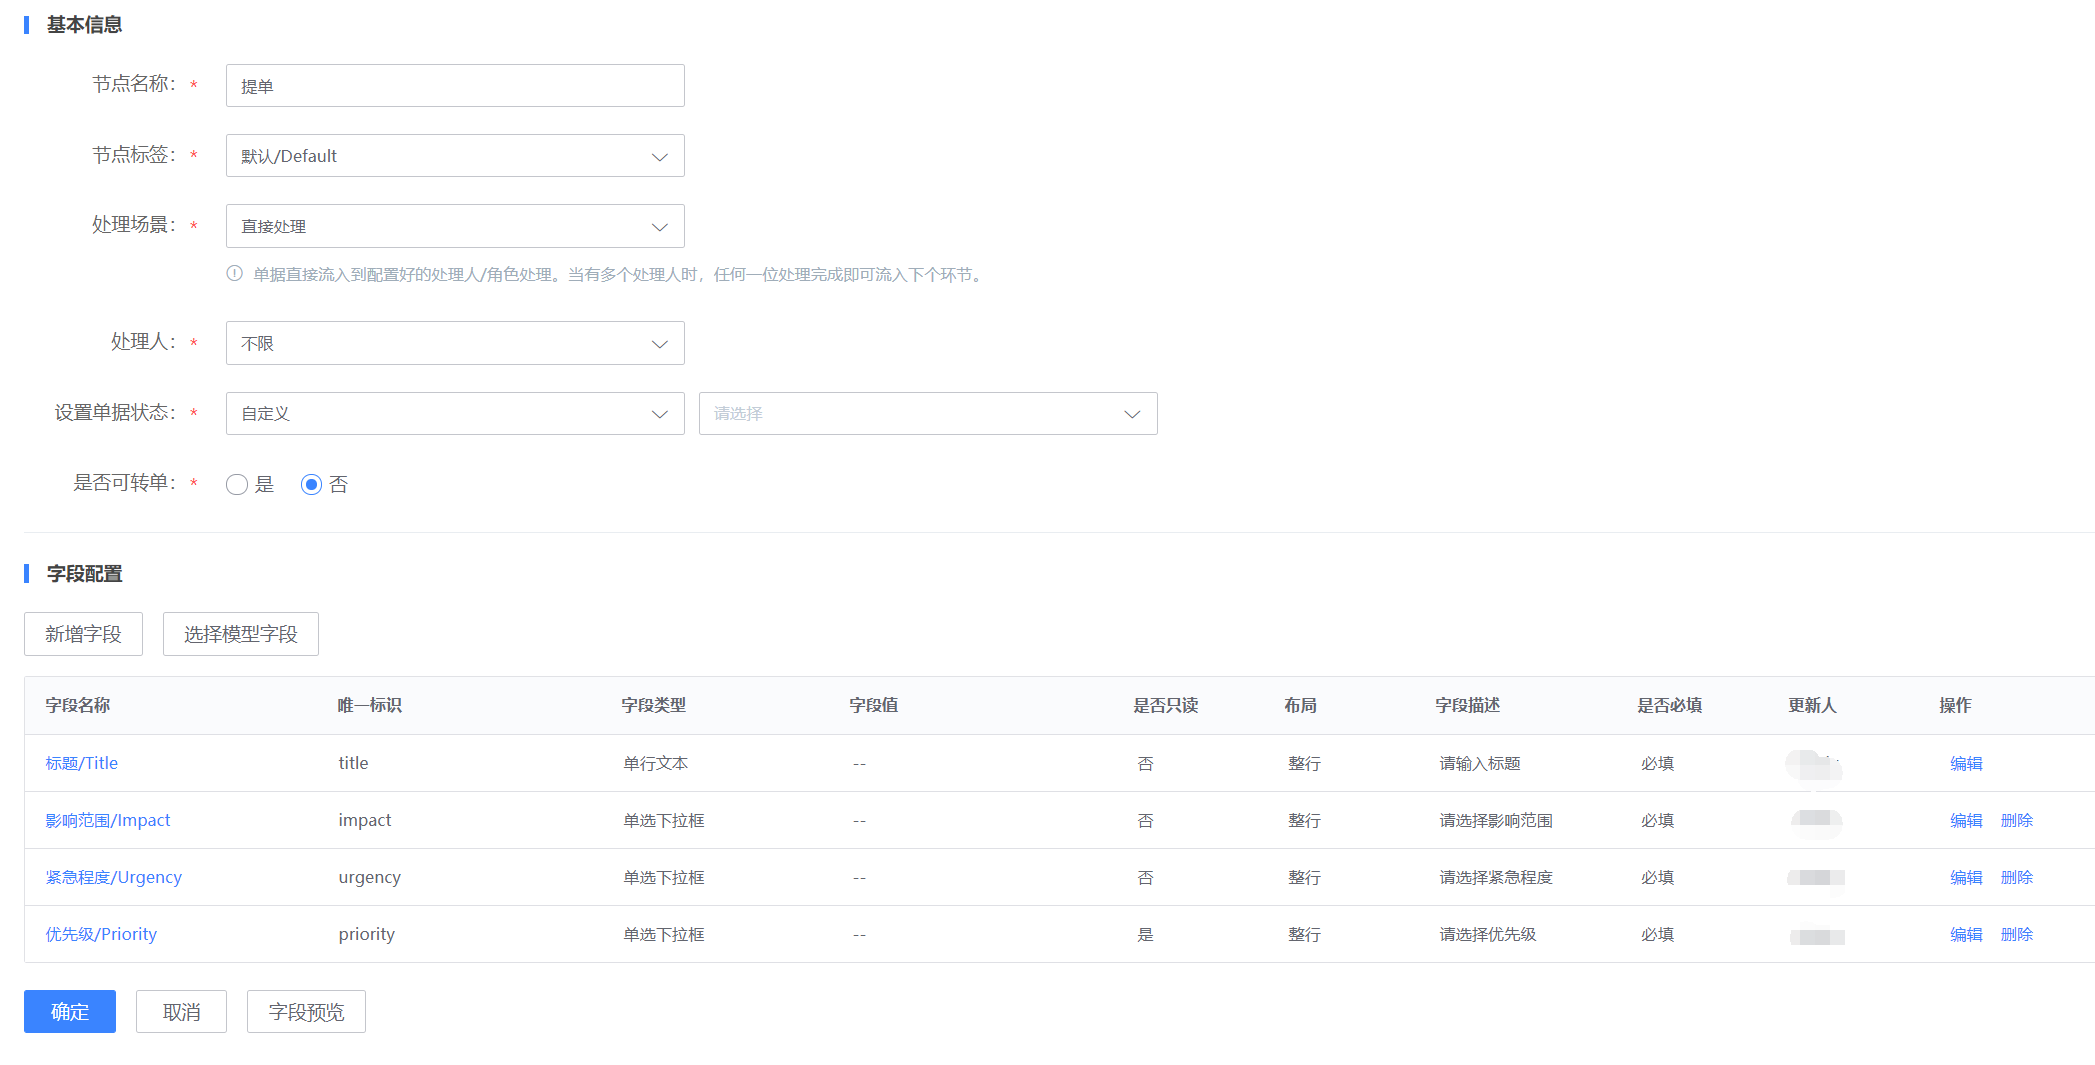 基本信息
节点名称： * 提单
节点标签： * 默认/Default
处理场景： * 直接处理
单据直接流入到配置好的处理人/角色处理。当有多个处理人时，任何一位处理完成即可流入下个环节。
处理人： * 不限
设置单据状态： * 自定义 请选择
是否可转单： * 是 否
字段配置
新增字段 选择模型字段
字段名称 唯一标识 字段类型 字段值 是否只读 布局 字段描述 是否必填 更新人 操作
标题/Title title 单行文本 -- 否 整行 请输入标题 必填 编辑
影响范围/Impact impact 单选下拉框 -- 否 整行 请选择影响范围 必填 编辑 删除
紧急程度/Urgency urgency 单选下拉框 -- 否 整行 请选择紧急程度 必填 编辑 删除
优先级/Priority priority 单选下拉框 -- 是 整行 请选择优先级 必填 编辑 删除
确定 取消 字段预览